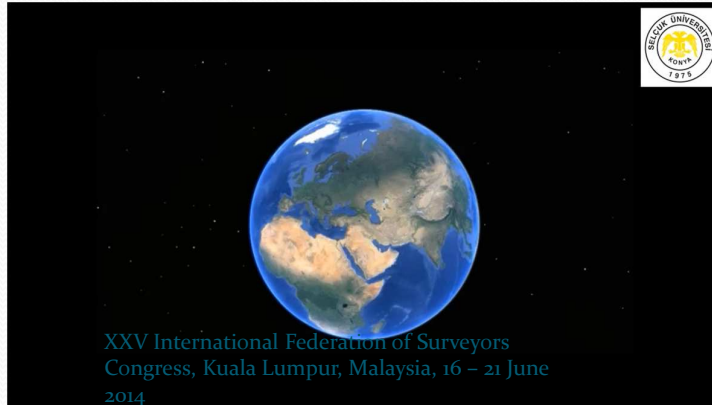 SELÇUK ÜNİVERSİTESİ
KONYA
1975
XXV International Federation of Surveyors
Congress, Kuala Lumpur, Malaysia, 16 – 21 June
2014